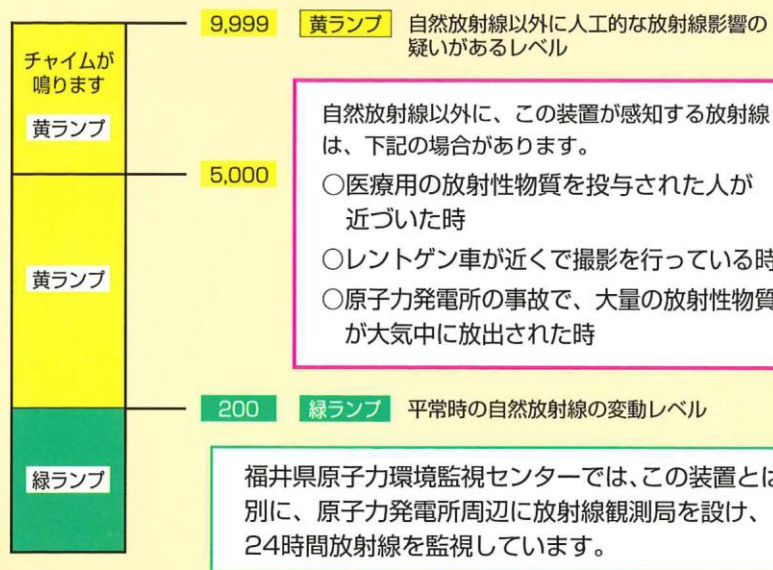 9,999 黄ランプ 自然放射線以外に人工的な放射線影響の
疑いがあるレベル
チャイムが
鳴ります
黄ランプ
自然放射線以外に、この装置が感知する放射線
は、下記の場合があります。
5,000
○医療用の放射性物質を投与された人が
近づいた時
○レントゲン車が近くで撮影を行っている時
○原子力発電所の事故で、大量の放射性物質
が大気中に放出された時
黄ランプ
200 緑ランプ 平常時の自然放射線の変動レベル
緑ランプ
福井県原子力環境監視センターでは、この装置とは
別に、原子力発電所周辺に放射線観測局を設け、
24時間放射線を監視しています。